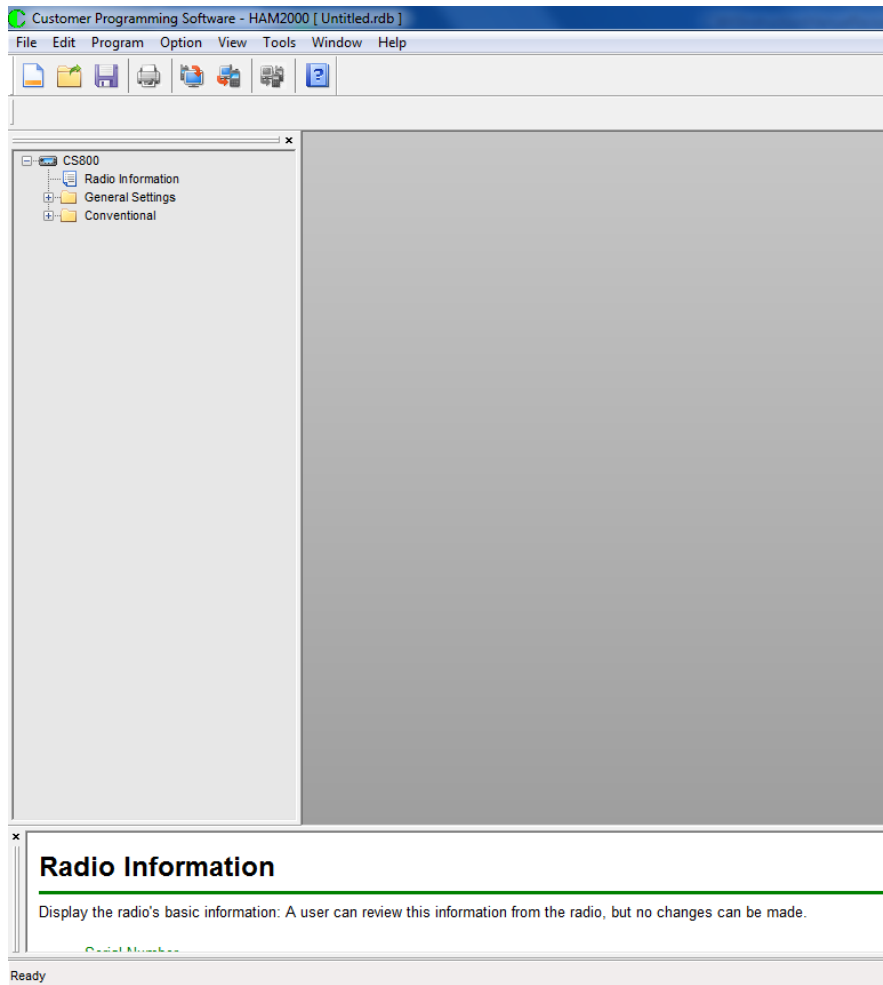 Customer Programming Software - HAM2000 [ Untitled.rdb ]
File Edit Program Option View Tools Window Help
CS800
Radio Information
General Settings
Conventional
Radio Information
Display the radio's basic information: A user can review this information from the radio, but no changes can be made.
Serial Number
Ready